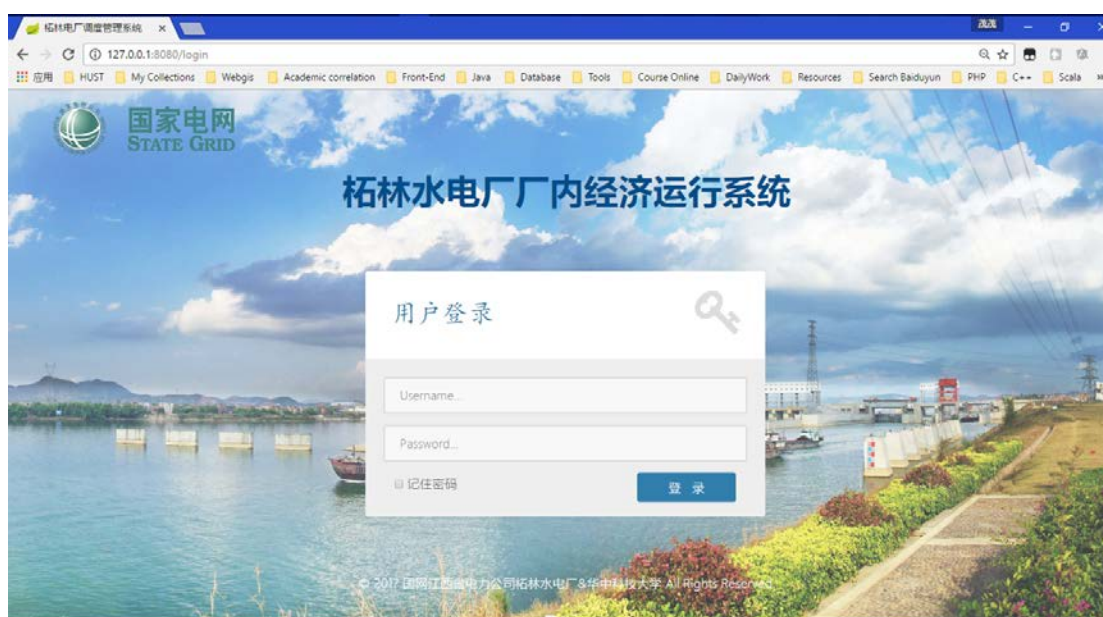 柘林电厂调度管理系统
茂茂
127.0.0.1:8080/login
应用 HUST My Collections Webgis Academic correlation Front-End Java Database Tools Course Online DailyWork Resources Search Baiduyun PHP C++ Scala
国家电网
STATE GRID
柘林水电厂厂内经济运行系统
用户登录
Username...
Password...
记住密码
登 录
© 2017 国网江西省电力公司柘林水电厂&华中科技大学 All Rights Reserved